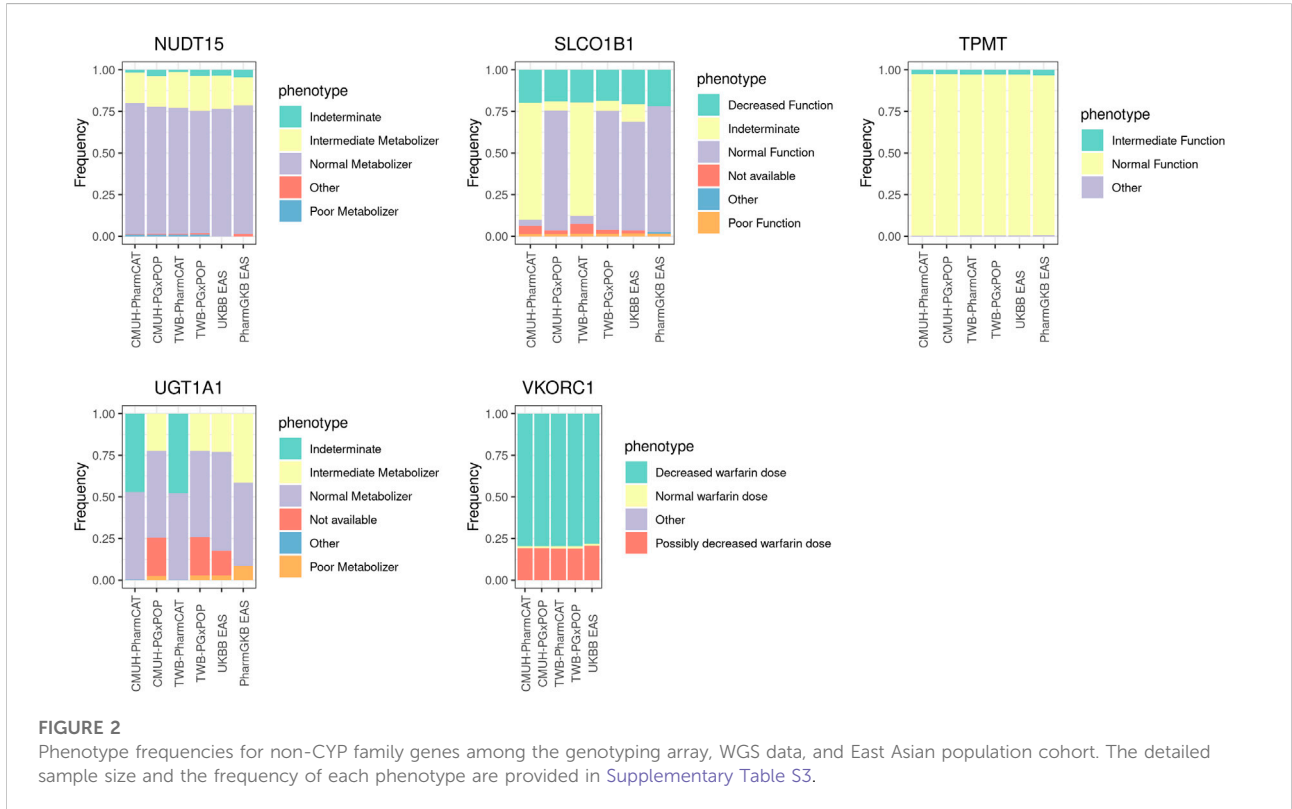 NUDT15
Frequency
1.00
0.75
0.50
0.25
0.00
CMUH-PharmCAT
CMUH-PGxPOP
TWB-PharmCAT
TWB-PGxPOP
UKBB EAS
PharmGKB EAS
phenotype
Indeterminate
Intermediate Metabolizer
Normal Metabolizer
Other
Poor Metabolizer
SLCO1B1
Frequency
1.00
0.75
0.50
0.25
0.00
CMUH-PharmCAT
CMUH-PGxPOP
TWB-PharmCAT
TWB-PGxPOP
UKBB EAS
PharmGKB EAS
phenotype
Decreased Function
Indeterminate
Normal Function
Not available
Other
Poor Function
TPMT
Frequency
1.00
0.75
0.50
0.25
0.00
CMUH-PharmCAT
CMUH-PGxPOP
TWB-PharmCAT
TWB-PGxPOP
UKBB EAS
PharmGKB EAS
phenotype
Intermediate Function
Normal Function
Other
UGT1A1
Frequency
1.00
0.75
0.50
0.25
0.00
CMUH-PharmCAT
CMUH-PGxPOP
TWB-PharmCAT
TWB-PGxPOP
UKBB EAS
PharmGKB EAS
phenotype
Indeterminate
Intermediate Metabolizer
Normal Metabolizer
Not available
Other
Poor Metabolizer
VKORC1
Frequency
1.00
0.75
0.50
0.25
0.00
CMUH-PharmCAT
CMUH-PGxPOP
TWB-PharmCAT
TWB-PGxPOP
UKBB EAS
phenotype
Decreased warfarin dose
Normal warfarin dose
Other
Possibly decreased warfarin dose
FIGURE 2
Phenotype frequencies for non-CYP family genes among the genotyping array, WGS data, and East Asian population cohort. The detailed
sample size and the frequency of each phenotype are provided in Supplementary Table S3.